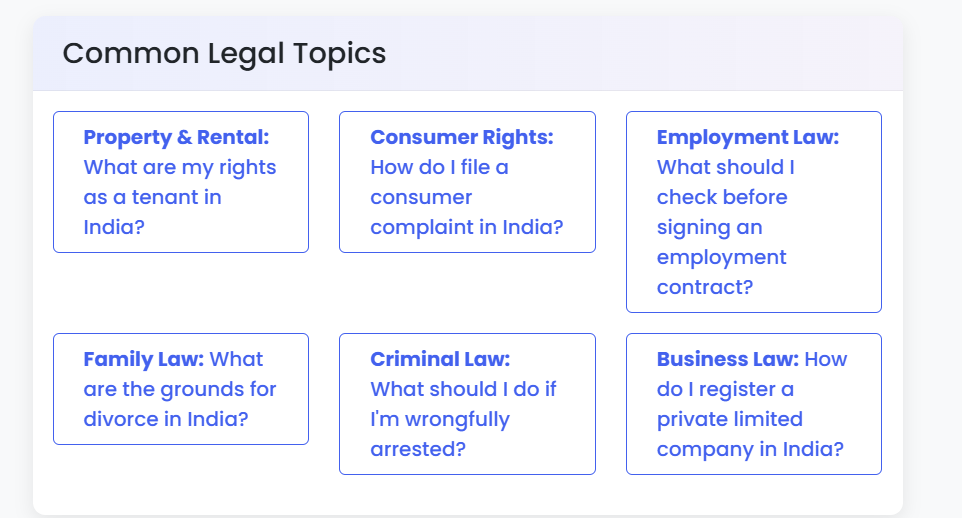 Common Legal Topics
Property & Rental:
What are my rights
as a tenant in
India?
Consumer Rights:
How do I file a
consumer
complaint in India?
Employment Law:
What should I
check before
signing an
employment
contract?
Family Law: What
are the grounds for
divorce in India?
Criminal Law:
What should I do if
I'm wrongfully
arrested?
Business Law: How
do I register a
private limited
company in India?